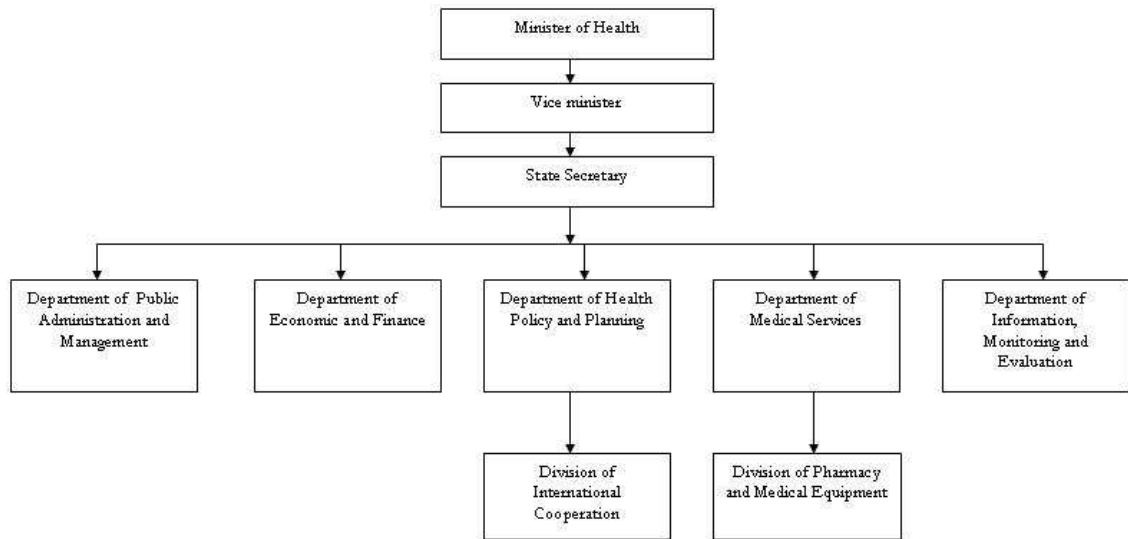 Minister of Health
Vice minister
State Secretary
Department of Public
Administration and
Management
Department of
Economic and Finance
Department of Health
Policy and Planning
Department of
Medical Services
Department of
Information,
Monitoring and
Evaluation
Division of
International
Cooperation
Division of Pharmacy
and Medical Equipment